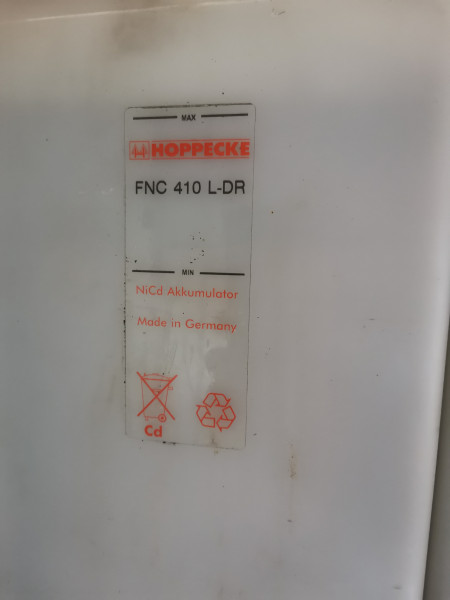 MAX
HOPPECKE
FNC 410 L-DR
MIN
NiCd Akkumulator
Made in Germany
Cd